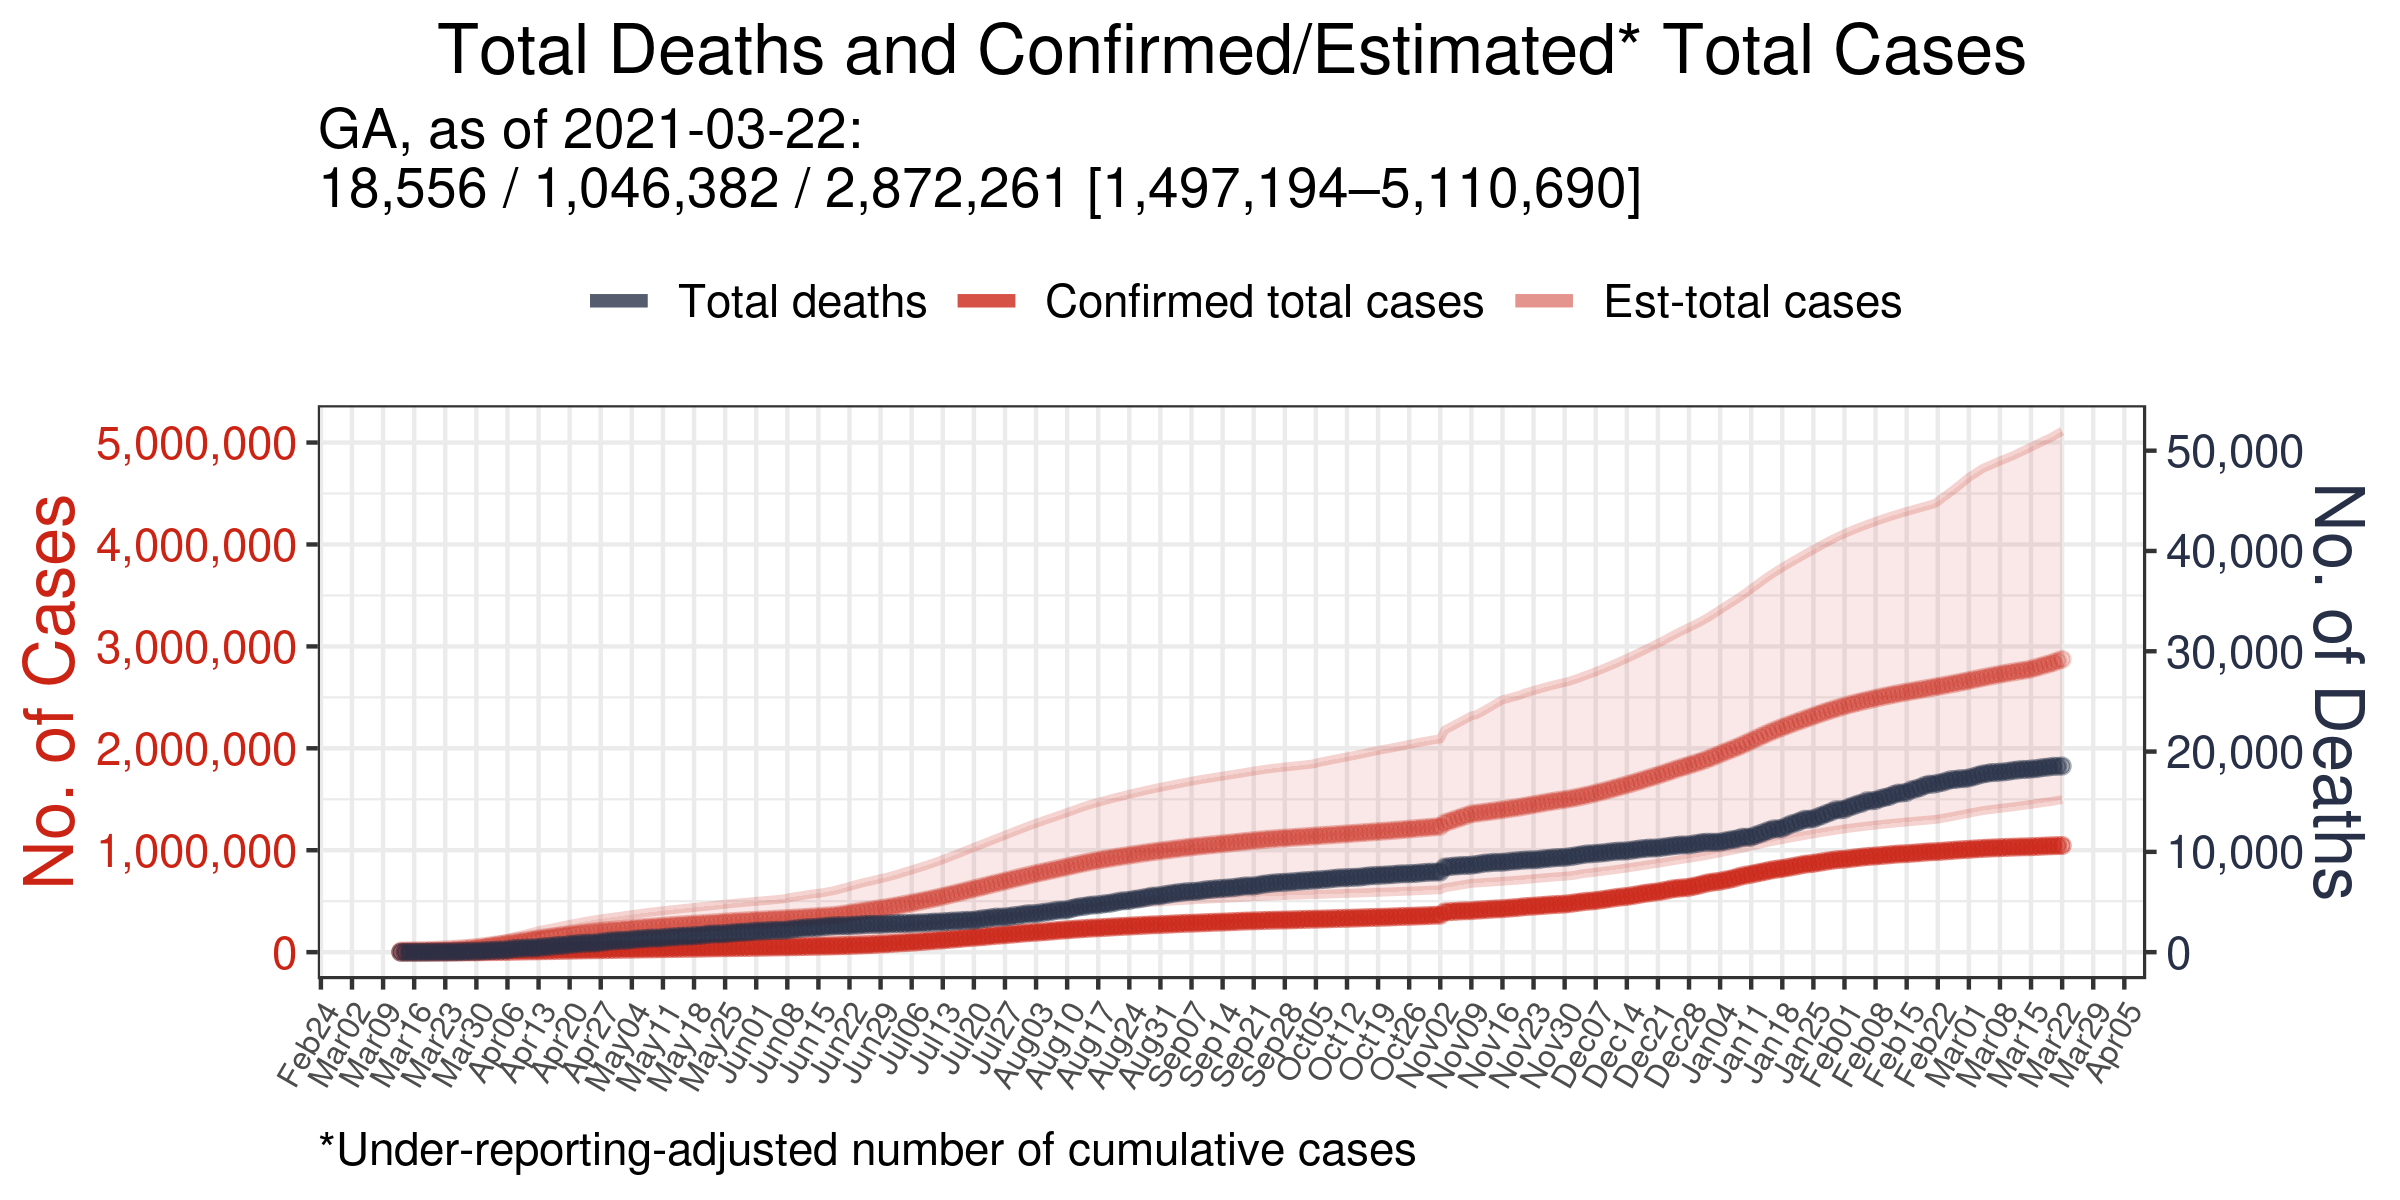 Total Deaths and Confirmed/Estimated* Total Cases
GA, as of 2021-03-22:
18,556 / 1,046,382 / 2,872,261 [1,497,194–5,110,690]
Total deaths
Confirmed total cases
Est-total cases
No. of Cases
5,000,000
4,000,000
3,000,000
2,000,000
1,000,000
0
50,000
40,000
30,000
20,000
10,000
0
No. of Deaths
Feb24
Mar02
Mar09
Mar16
Mar23
Mar30
Apr06
Apr13
Apr20
Apr27
May04
May11
May18
May25
Jun01
Jun08
Jun15
Jun22
Jun29
Jul06
Jul13
Jul20
Jul27
Aug03
Aug10
Aug17
Aug24
Aug31
Sep07
Sep14
Sep21
Sep28
Oct05
Oct12
Oct19
Oct26
Nov02
Nov09
Nov16
Nov23
Nov30
Dec07
Dec14
Dec21
Dec28
Jan04
Jan11
Jan18
Jan25
Feb01
Feb08
Feb15
Feb22
Mar01
Mar08
Mar15
Mar22
Mar29
Apr05
*Under-reporting-adjusted number of cumulative cases